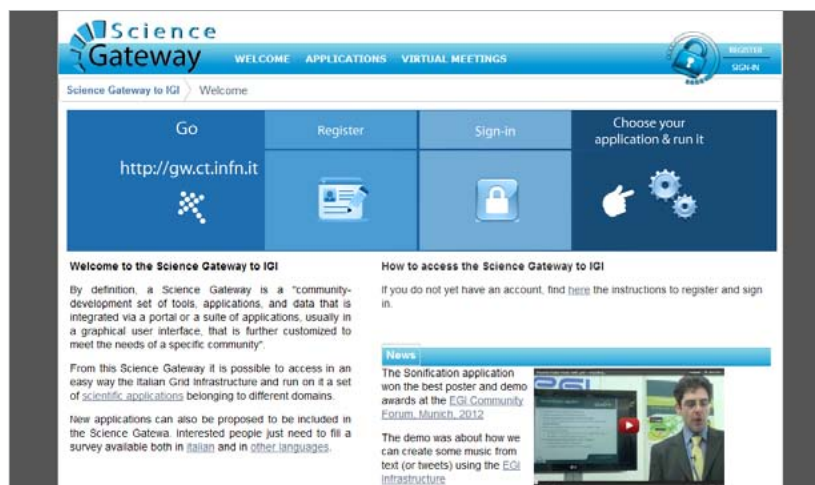 Science
Gateway
WELCOME APPLICATIONS VIRTUAL MEETINGS
REGISTER
SIGN-IN
Science Gateway to IGI Welcome
Go
http://gw.ct.infn.it
Register
Sign-in
Choose your
application & run it
Welcome to the Science Gateway to IGI
By definition, a Science Gateway is a "community-
development set of tools, applications, and data that is
integrated via a portal or a suite of applications, usually in
a graphical user interface, that is further customized to
meet the needs of a specific community".
From this Science Gateway it is possible to access in an
easy way the Italian Grid Infrastructure and run on it a set
of scientific applications belonging to different domains.
New applications can also be proposed to be included in
the Science Gatewa. Interested people just need to fill a
survey available both in Italian and in other languages.
How to access the Science Gateway to IGI
If you do not yet have an account, find here the instructions to register and sign
in.
News
The Sonification application
won the best poster and demo
awards at the EGI Community
Forum, Munich, 2012
The demo was about how we
can create some music from
text (or tweets) using the EGI
Infrastructure